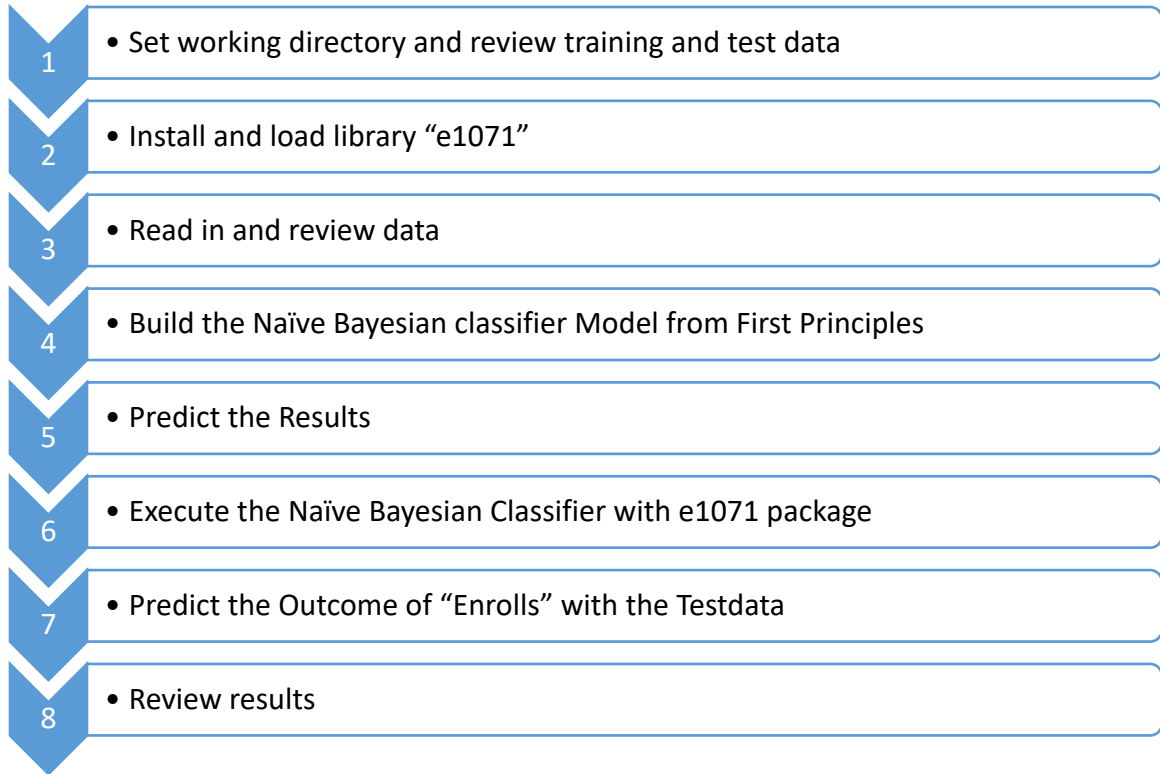 1
• Set working directory and review training and test data
2
• Install and load library “e1071”
3
• Read in and review data
4
• Build the Naïve Bayesian classifier Model from First Principles
5
• Predict the Results
6
• Execute the Naïve Bayesian Classifier with e1071 package
7
• Predict the Outcome of “Enrolls” with the Testdata
8
• Review results